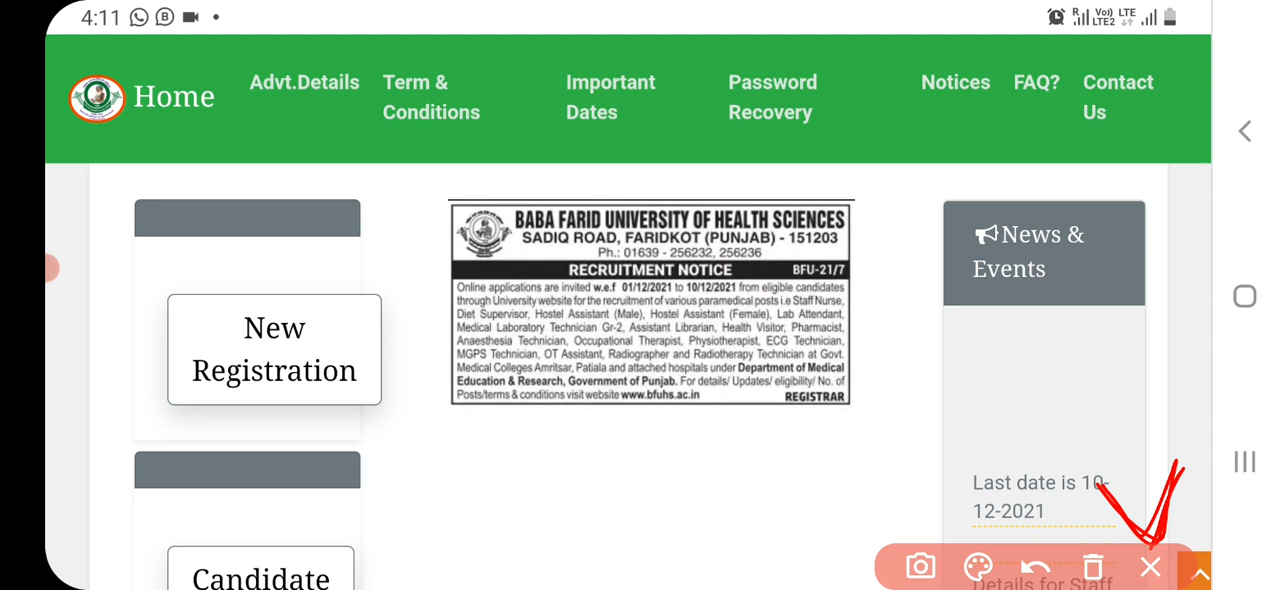 4:11
R Vo)) LTE
LTE2
Home
Advt.Details
Term &
Conditions
Important
Dates
Password
Recovery
Notices
FAQ?
Contact
Us
New
Registration
Candidate
BABA FARID UNIVERSITY OF HEALTH SCIENCES
SADIQ ROAD, FARIDKOT (PUNJAB) - 151203
Ph.: 01639 - 256232, 256236
RECRUITMENT NOTICE BFU-21/7
Online applications are invited w.e.f 01/12/2021 to 10/12/2021 from eligible candidates
through University website for the recruitment of various paramedical posts i.e Staff Nurse,
Diet Supervisor, Hostel Assistant (Male), Hostel Assistant (Female), Lab Attendant,
Medical Laboratory Technician Gr-2, Assistant Librarian, Health Visitor, Pharmacist,
Anaesthesia Technician, Occupational Therapist, Physiotherapist, ECG Technician,
MGPS Technician, OT Assistant, Radiographer and Radiotherapy Technician at Govt.
Medical Colleges Amritsar, Patiala and attached hospitals under Department of Medical
Education & Research, Government of Punjab. For details/ Updates/ eligibility/ No. of
Posts/terms & conditions visit website www.bfuhs.ac.in REGISTRAR
News &
Events
Last date is 10-
12-2021
Details for Staff